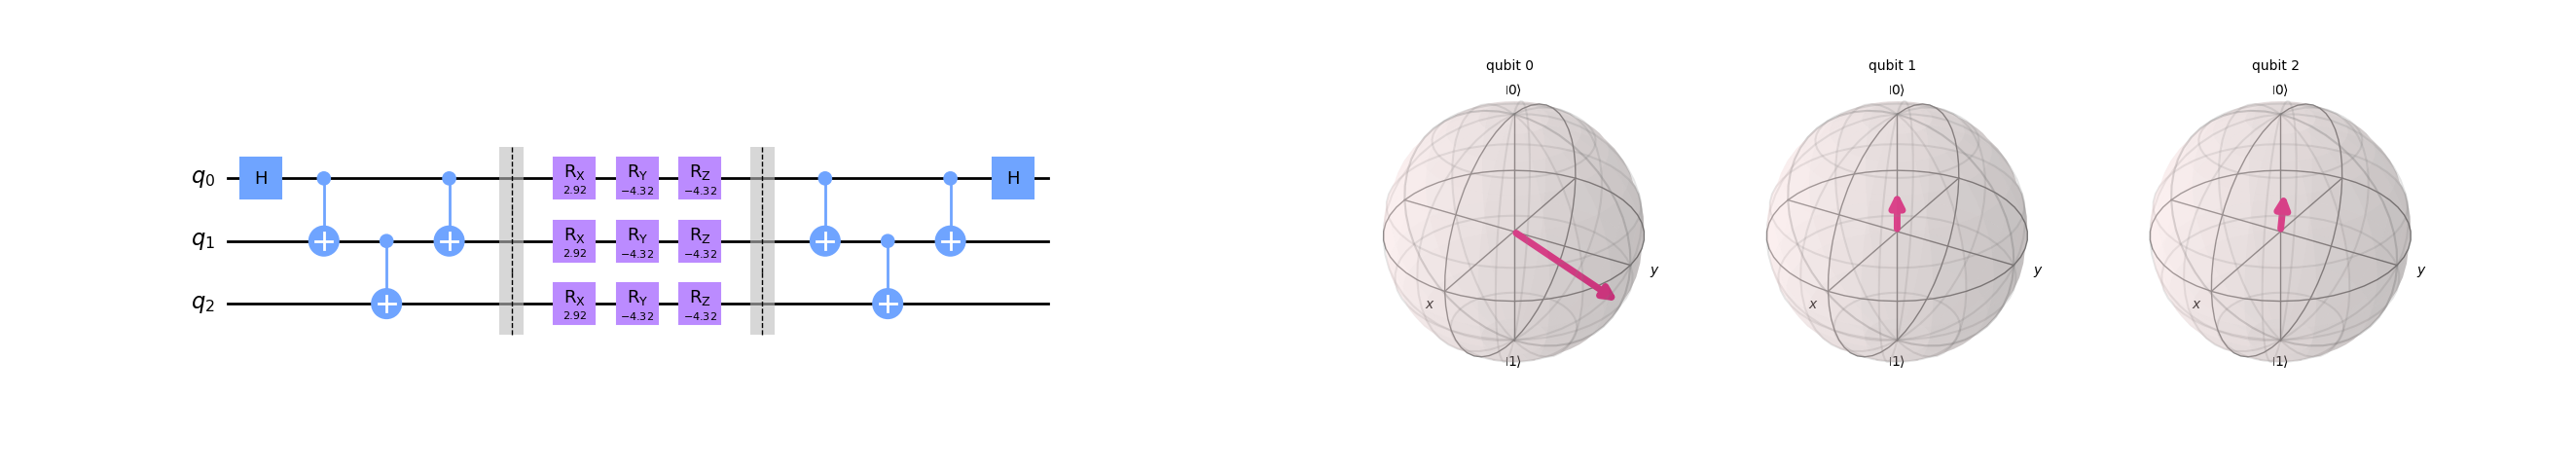 qubit 0 qubit 1 qubit 2
|0⟩ |0⟩ |0⟩
q0 H RX 2.92 RY −4.32 RZ −4.32 H
q1 RX 2.92 RY −4.32 RZ −4.32
y y y
q2 RX 2.92 RY −4.32 RZ −4.32
x x x
|1⟩ |1⟩ |1⟩